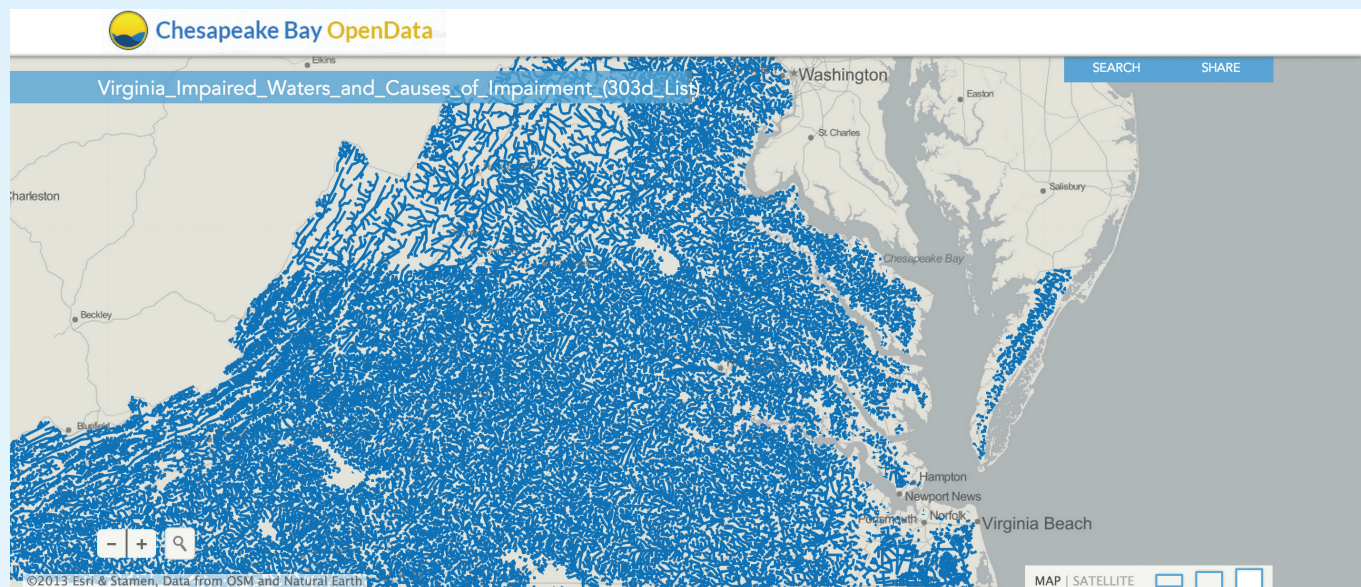 Chesapeake Bay OpenData
Elkins
Washington
SEARCH
SHARE
Virginia_Impaired_Waters_and_Causes_of_Impairment_(303d_List)
Easton
St. Charles
Salisbury
Charleston
Chesapeake Bay
Beckley
Bluefield
Hampton
Newport News
Portsmouth
Norfolk
Virginia Beach
− + 
©2013 Esri & Stamen, Data from OSM and Natural Earth
MAP | SATELLITE